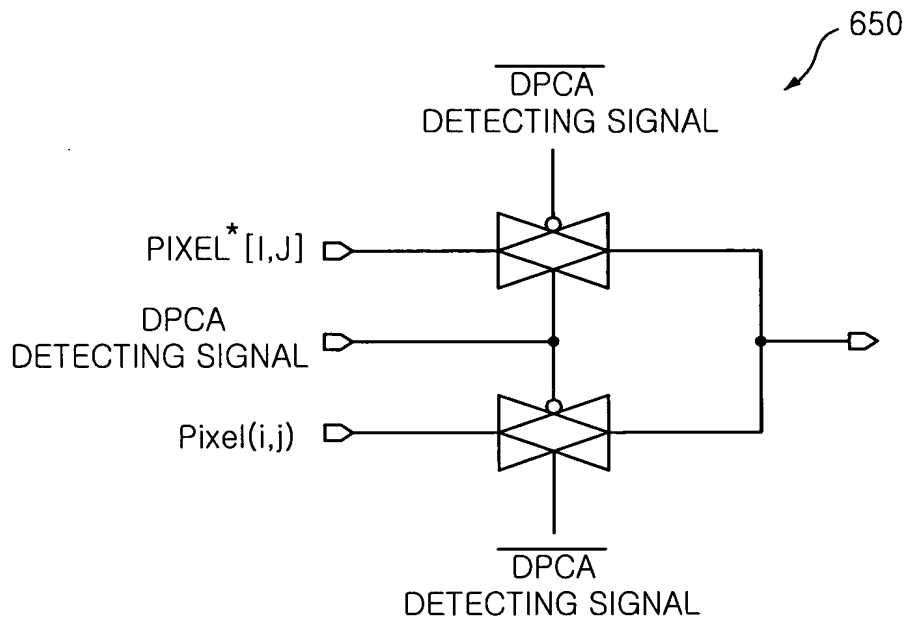 650
DPCA
DETECTING SIGNAL
PIXEL*[I,J]
DPCA
DETECTING SIGNAL
Pixel(i,j)
DPCA
DETECTING SIGNAL